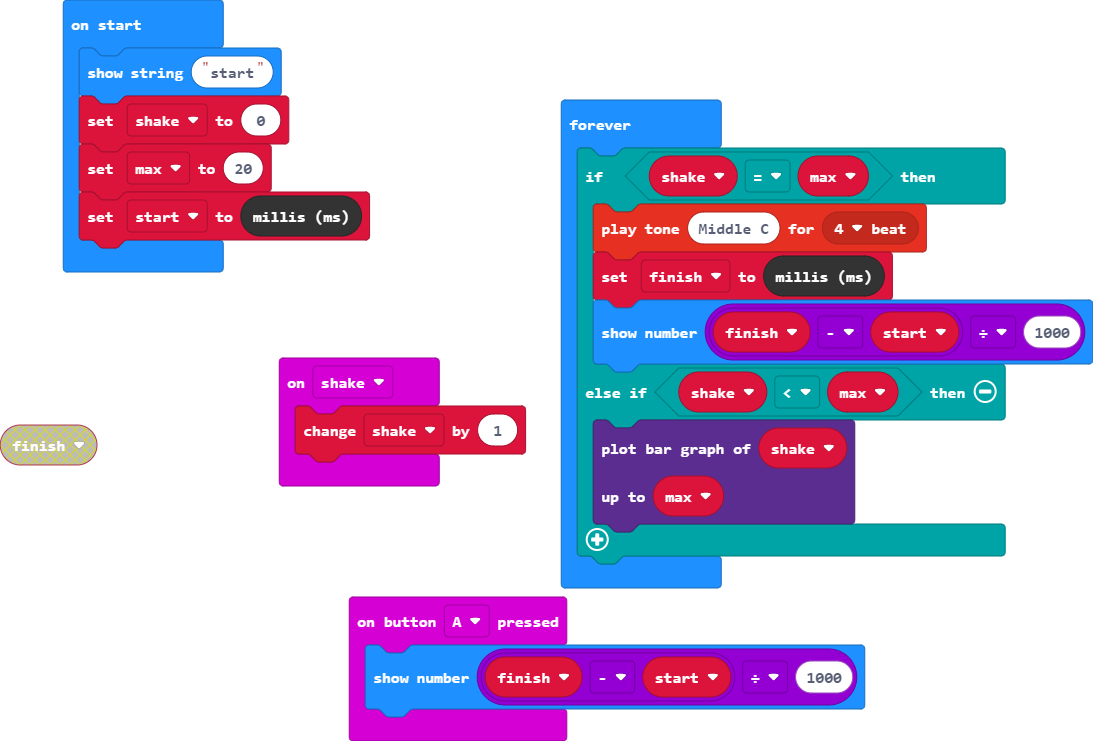 on start
show string "start"
set shake to 0
set max to 20
set start to millis (ms)
forever
if shake = max then
play tone Middle C for 4 beat
set finish to millis (ms)
show number finish - start ÷ 1000
else if shake < max then
plot bar graph of shake
up to max
on shake
change shake by 1
finish
on button A pressed
show number finish - start ÷ 1000